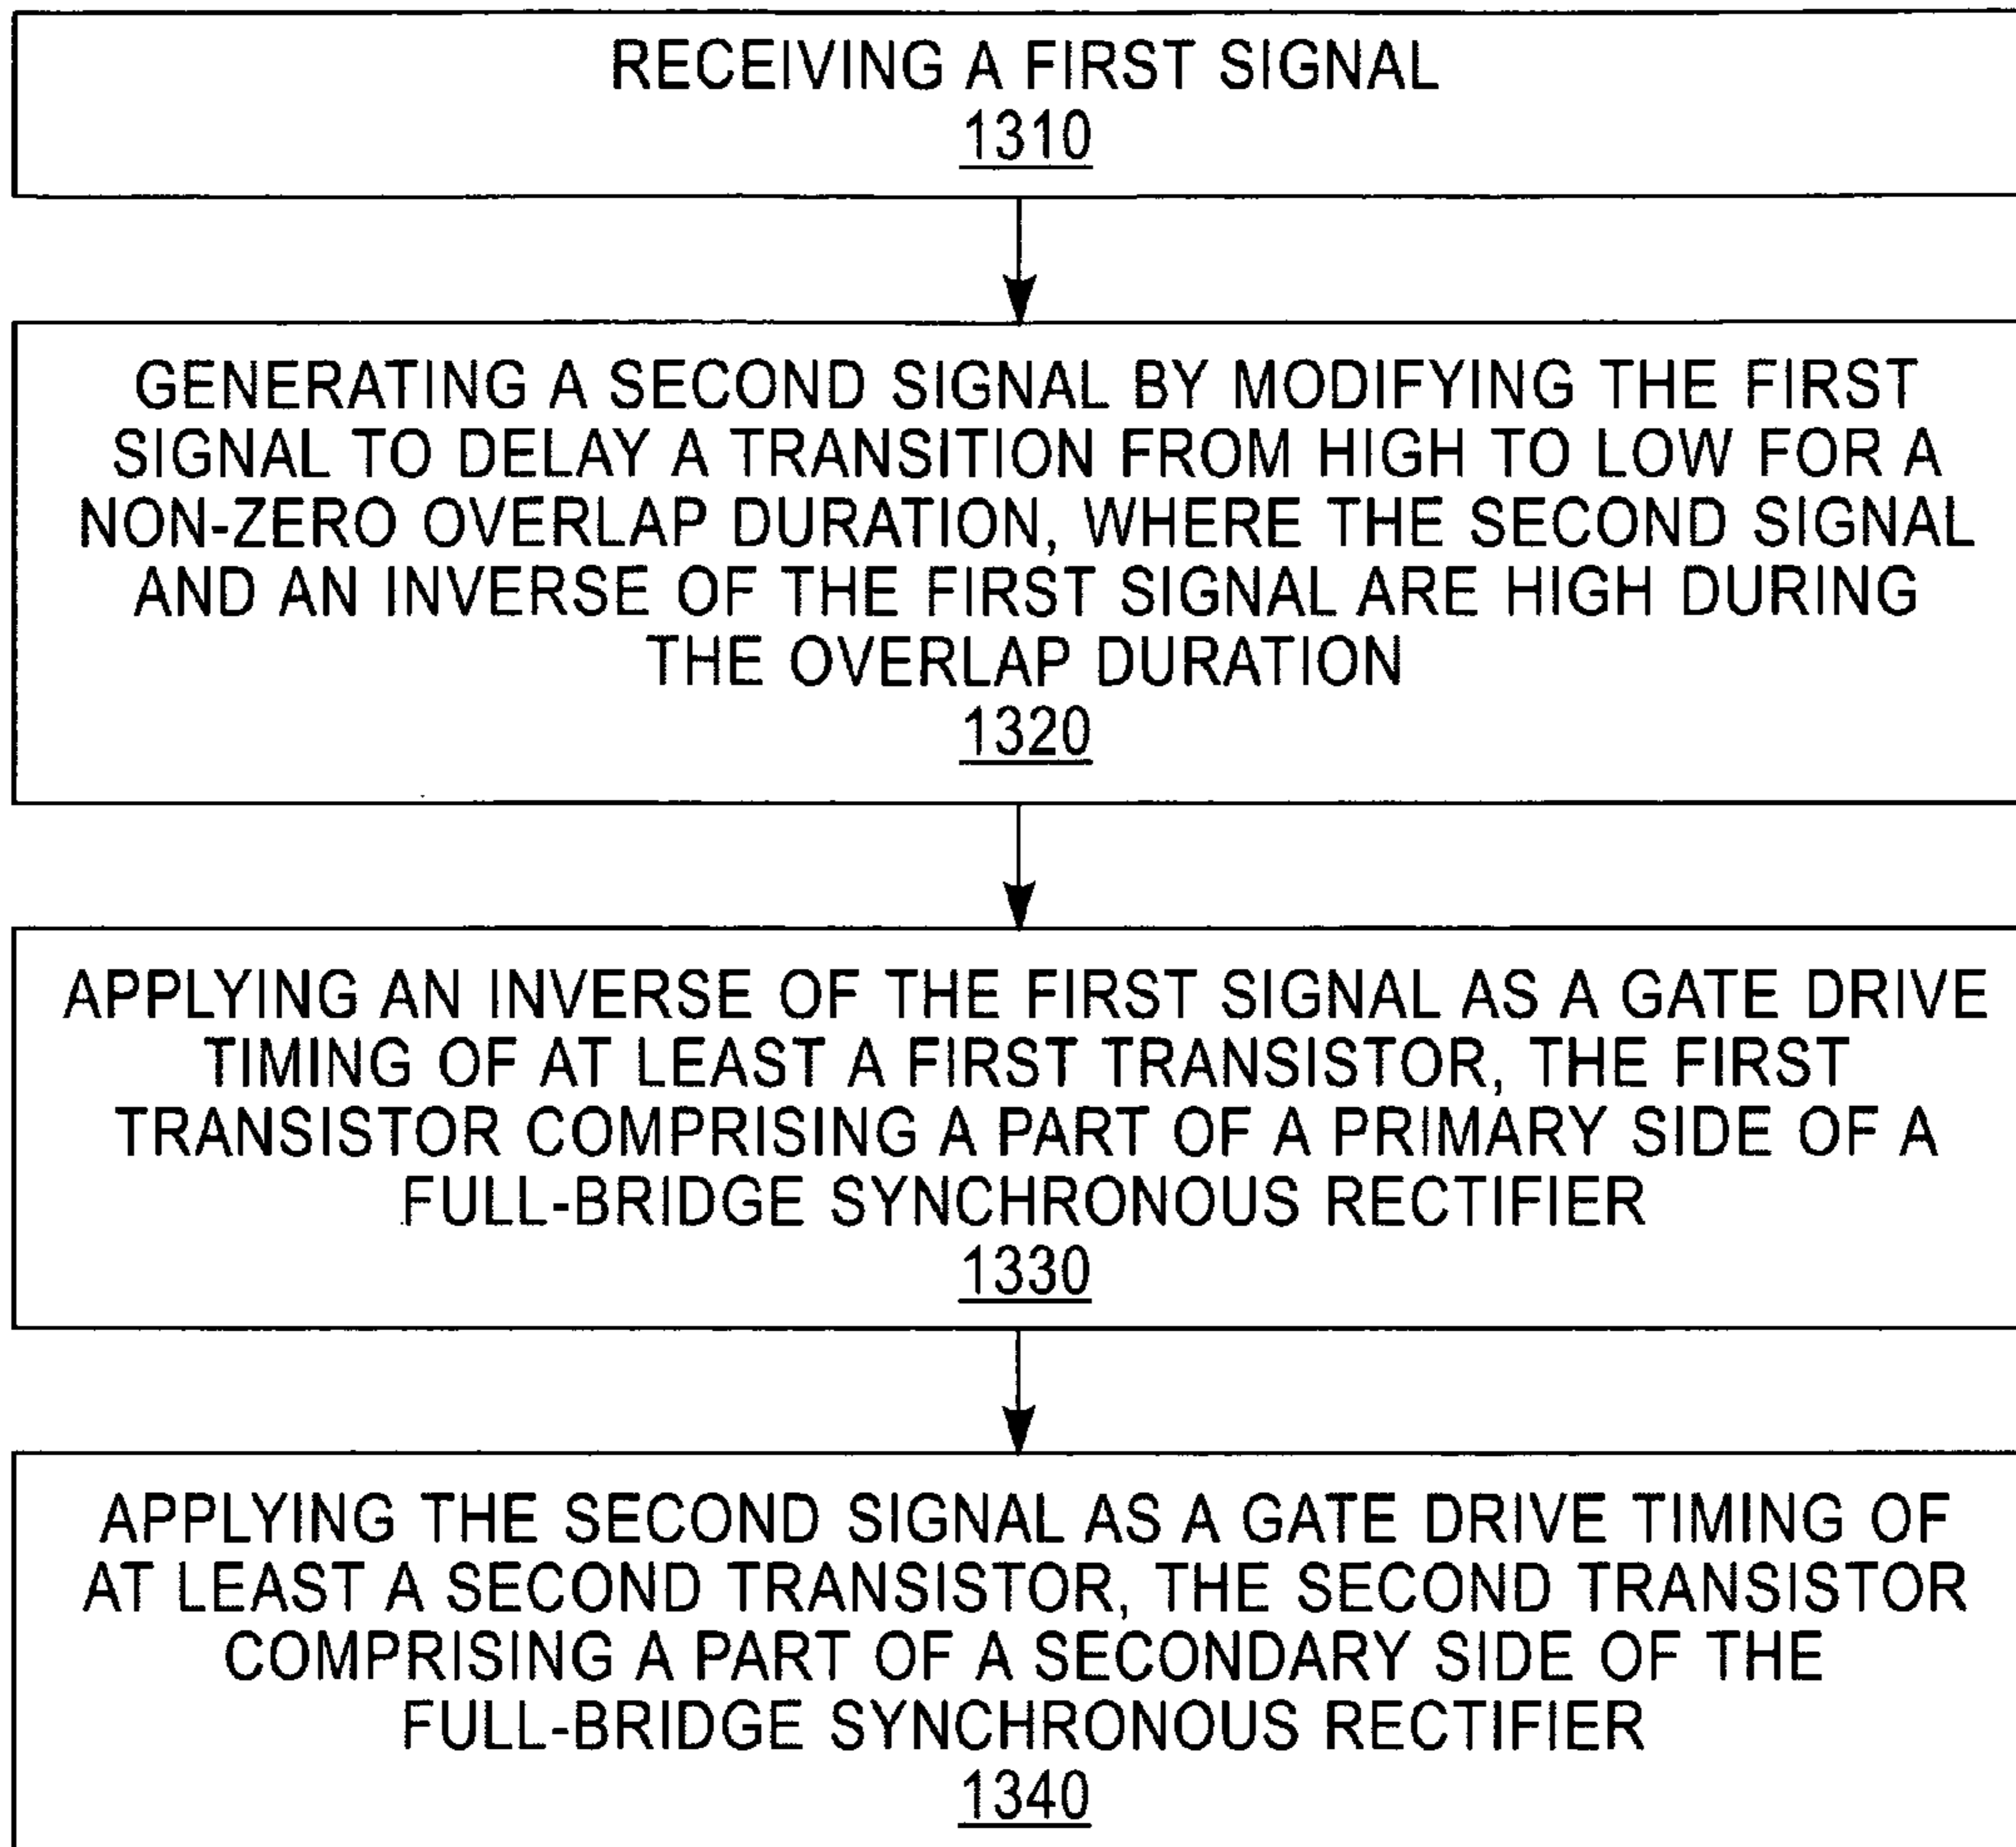 RECEIVING A FIRST SIGNAL
1310
GENERATING A SECOND SIGNAL BY MODIFYING THE FIRST
SIGNAL TO DELAY A TRANSITION FROM HIGH TO LOW FOR A
NON-ZERO OVERLAP DURATION, WHERE THE SECOND SIGNAL
AND AN INVERSE OF THE FIRST SIGNAL ARE HIGH DURING
THE OVERLAP DURATION
1320
APPLYING AN INVERSE OF THE FIRST SIGNAL AS A GATE DRIVE
TIMING OF AT LEAST A FIRST TRANSISTOR, THE FIRST
TRANSISTOR COMPRISING A PART OF A PRIMARY SIDE OF A
FULL-BRIDGE SYNCHRONOUS RECTIFIER
1330
APPLYING THE SECOND SIGNAL AS A GATE DRIVE TIMING OF
AT LEAST A SECOND TRANSISTOR, THE SECOND TRANSISTOR
COMPRISING A PART OF A SECONDARY SIDE OF THE
FULL-BRIDGE SYNCHRONOUS RECTIFIER
1340